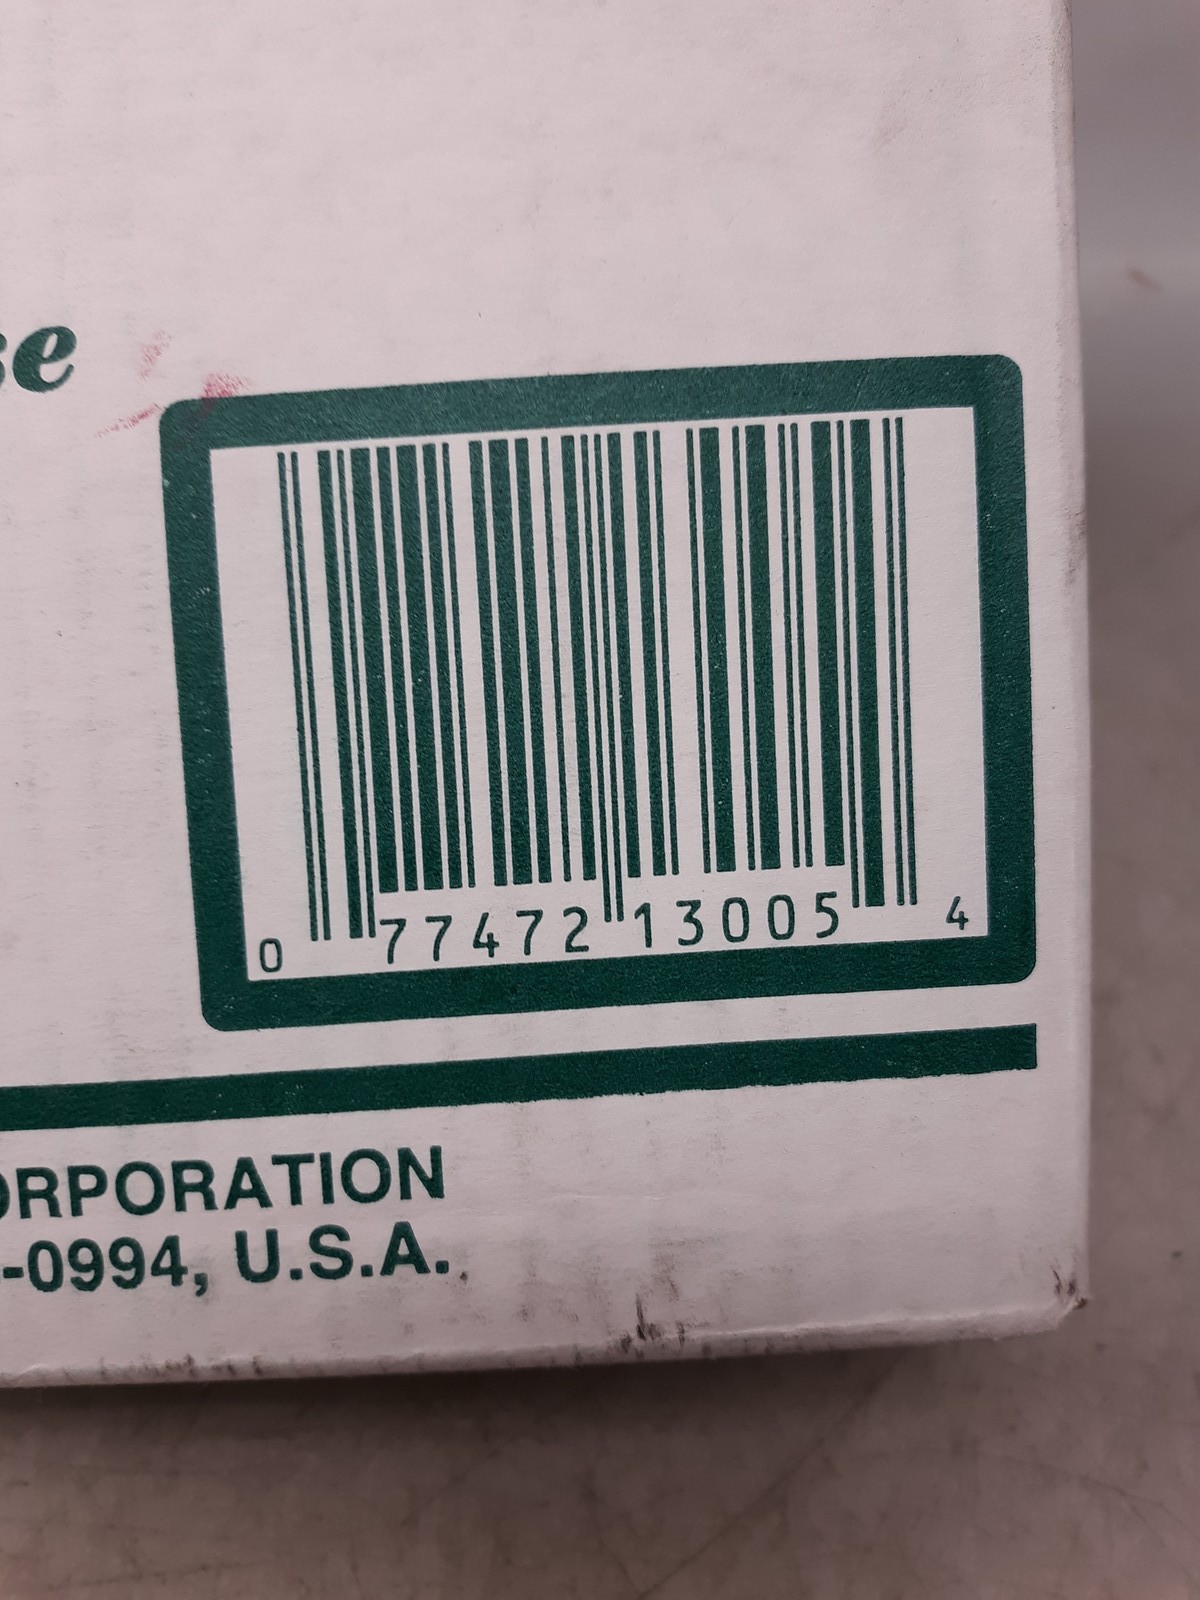 se
0 77472 13005 4
ORPORATION
-0994, U.S.A.